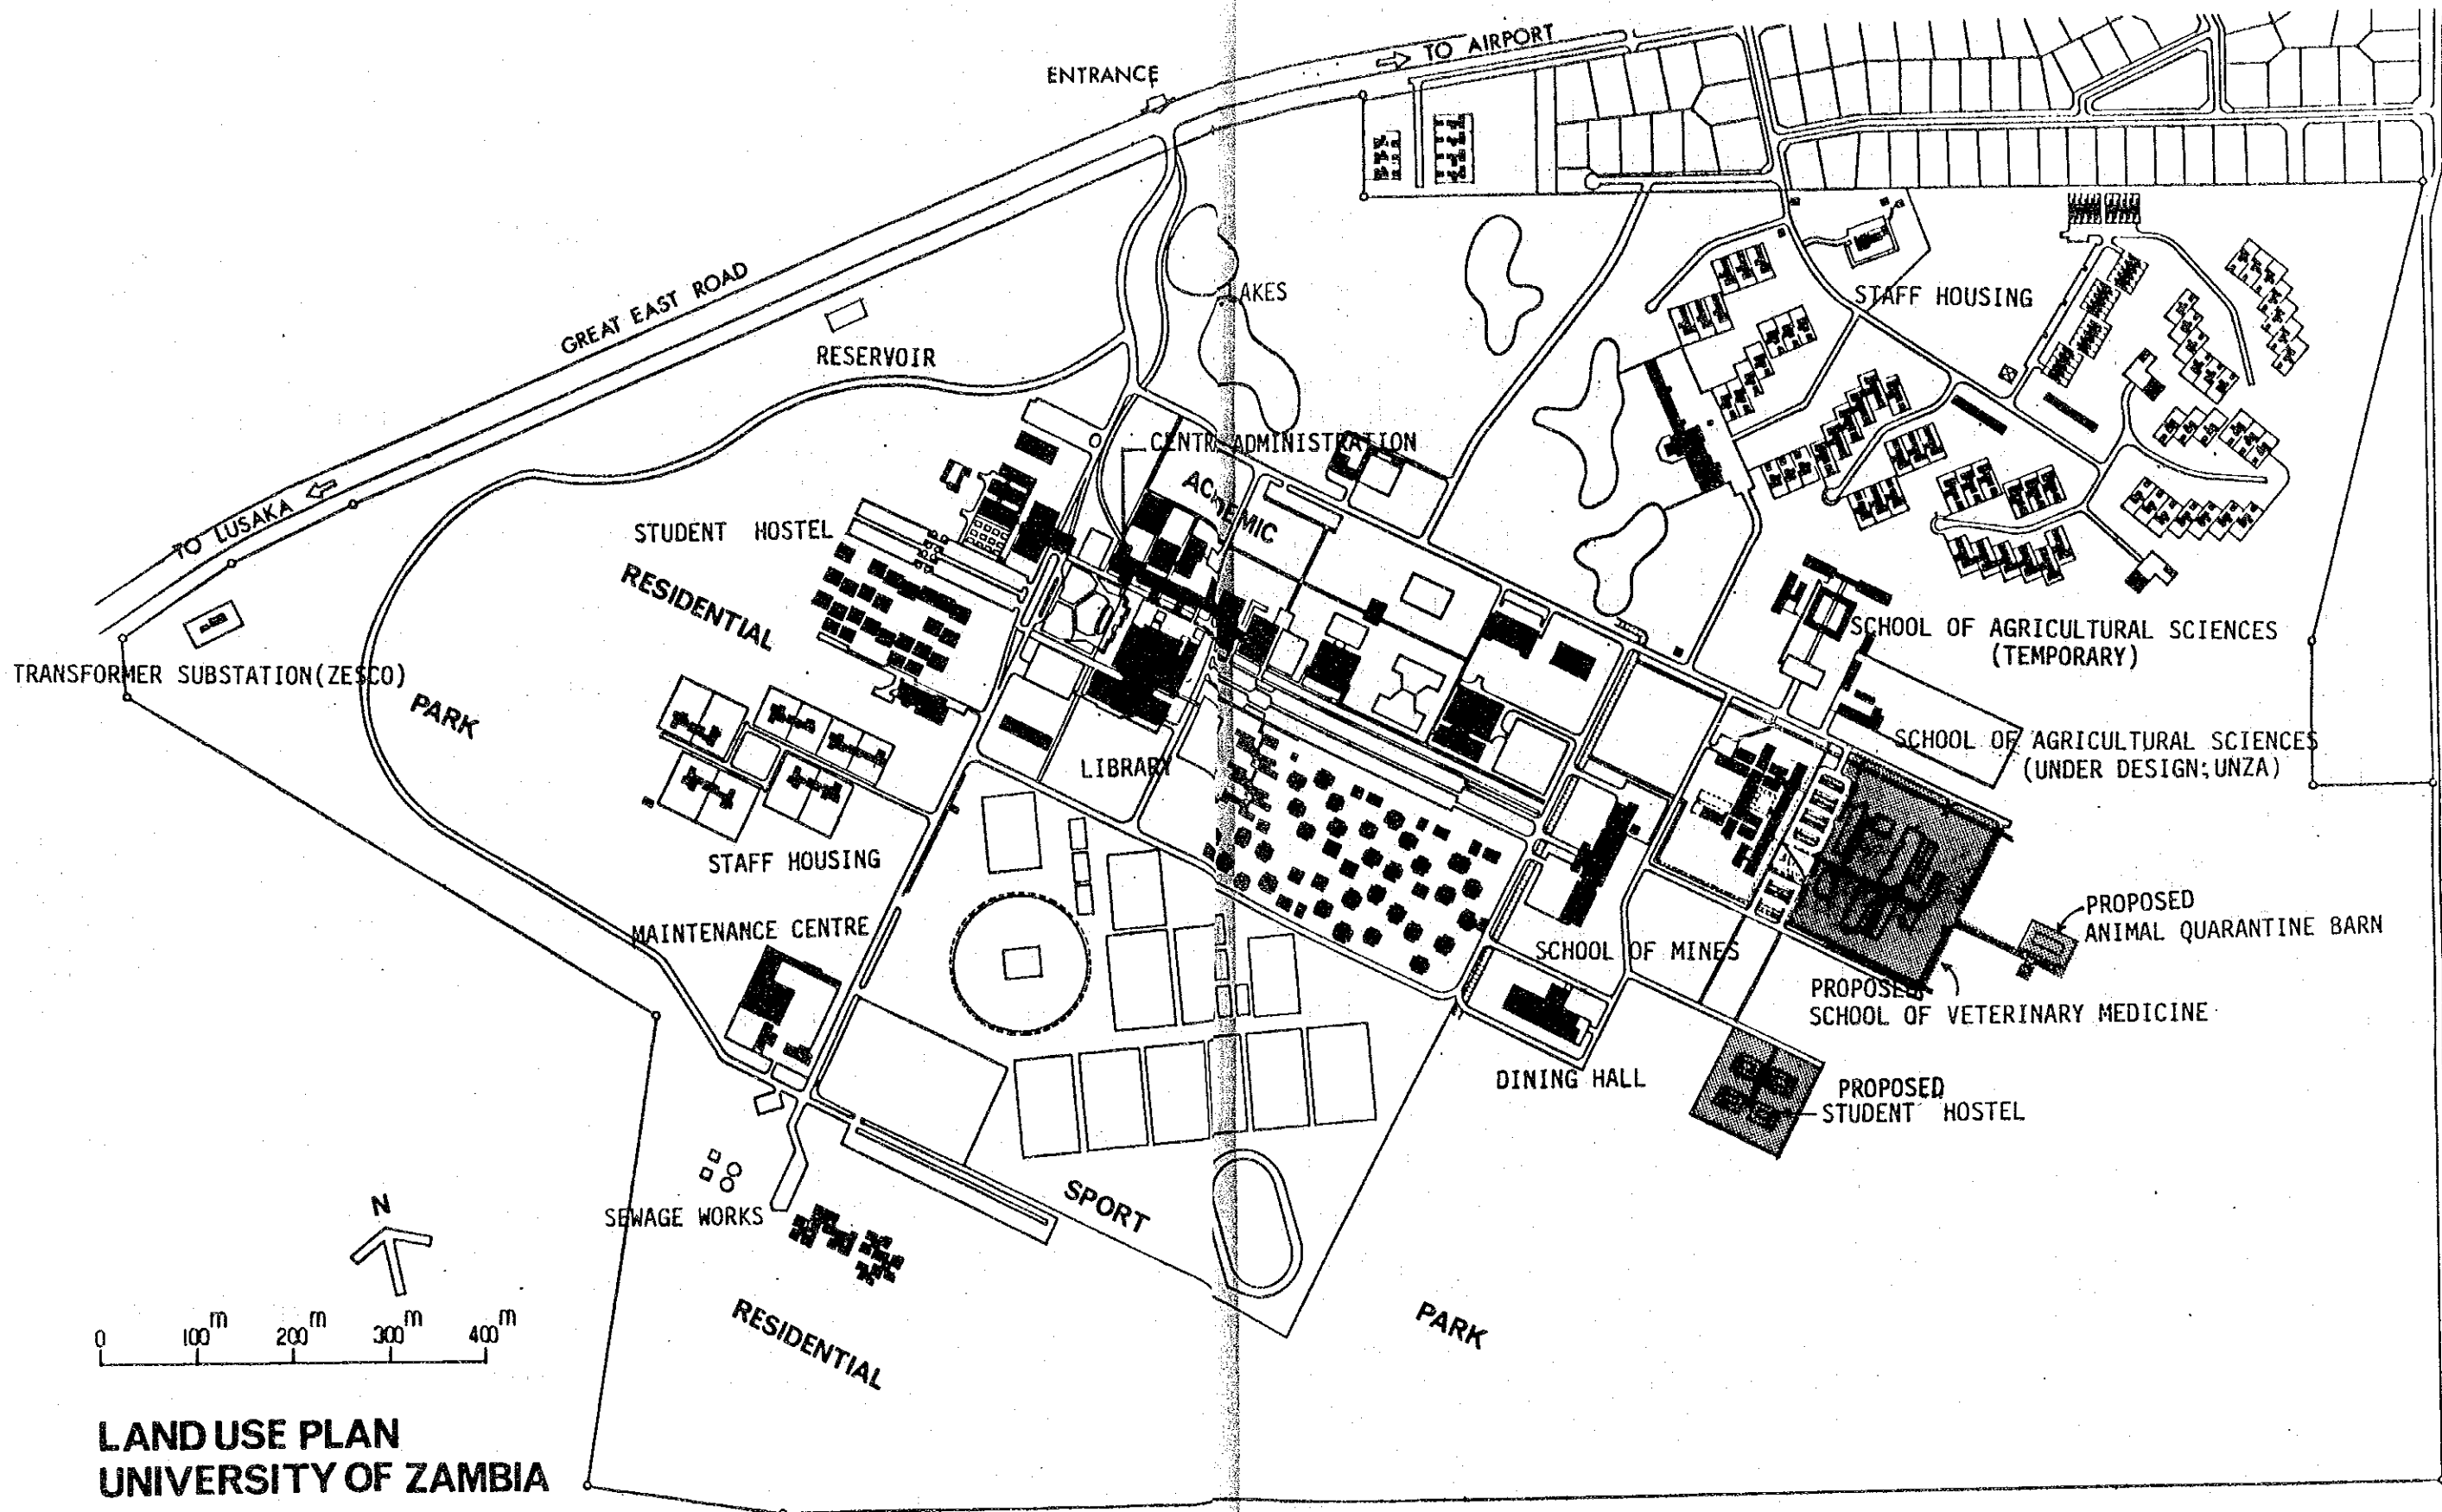 TO AIRPORT
ENTRANCE
GREAT EAST ROAD
AKES
STAFF HOUSING
RESERVOIR
CENTR ADMINISTRATION
ACADEMIC
TO LUSAKA
STUDENT HOSTEL
RESIDENTIAL
SCHOOL OF AGRICULTURAL SCIENCES
(TEMPORARY)
TRANSFORMER SUBSTATION(ZESCO)
PARK
SCHOOL OF AGRICULTURAL SCIENCES
(UNDER DESIGN;UNZA)
LIBRARY
STAFF HOUSING
MAINTENANCE CENTRE
PROPOSED
ANIMAL QUARANTINE BARN
SCHOOL OF MINES
PROPOSED
SCHOOL OF VETERINARY MEDICINE
DINING HALL
PROPOSED
STUDENT HOSTEL
SPORT
SEWAGE WORKS
N
RESIDENTIAL
PARK
0 100m 200m 300m 400m
LAND USE PLAN
UNIVERSITY OF ZAMBIA